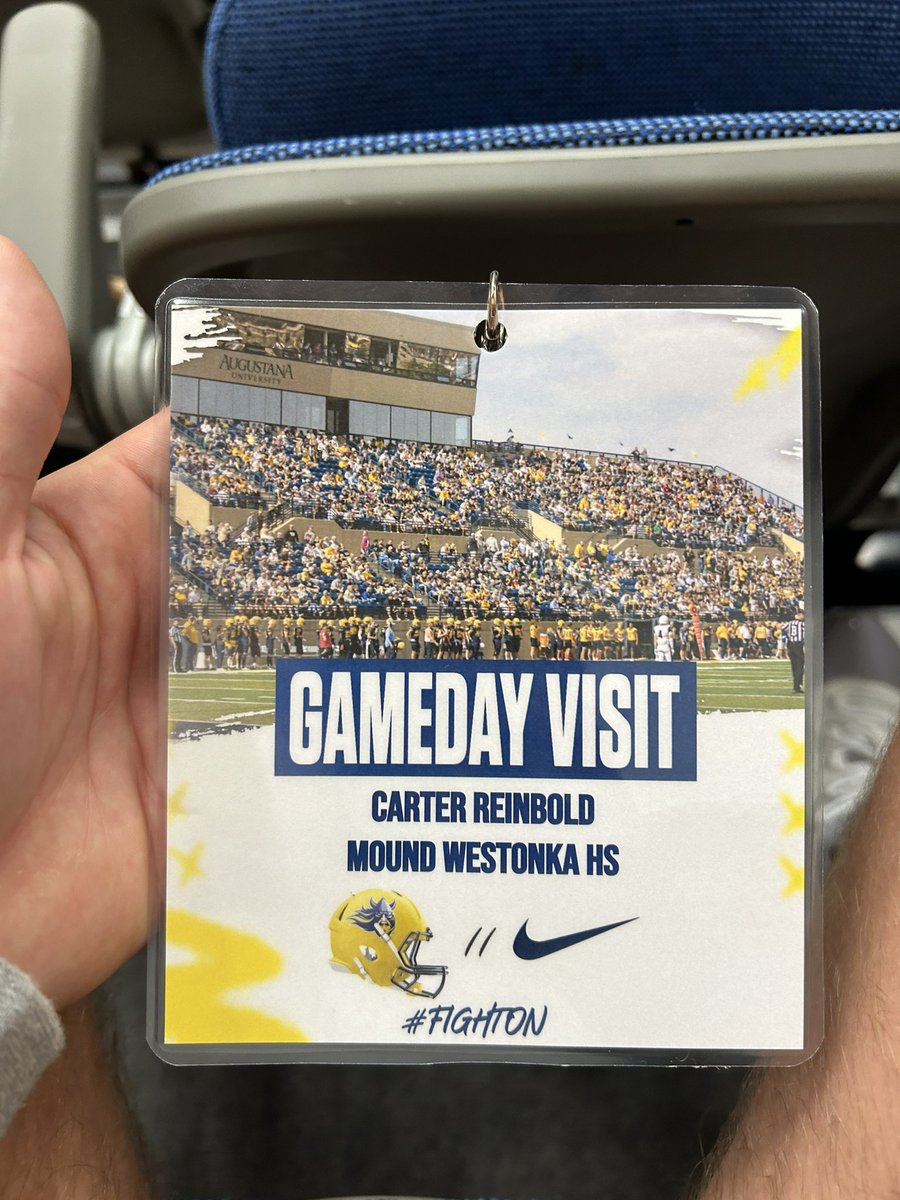 AUGUSTANA
UNIVERSITY
GAMEDAY VISIT
CARTER REINBOLD
MOUND WESTONKA HS
//
#FIGHTON